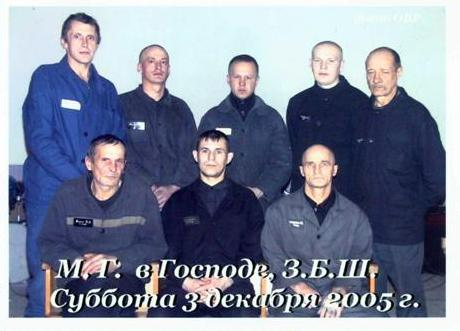 М, Г: в Господе, З.Б.Ш.
Суббота 3 декабря 2005 г.